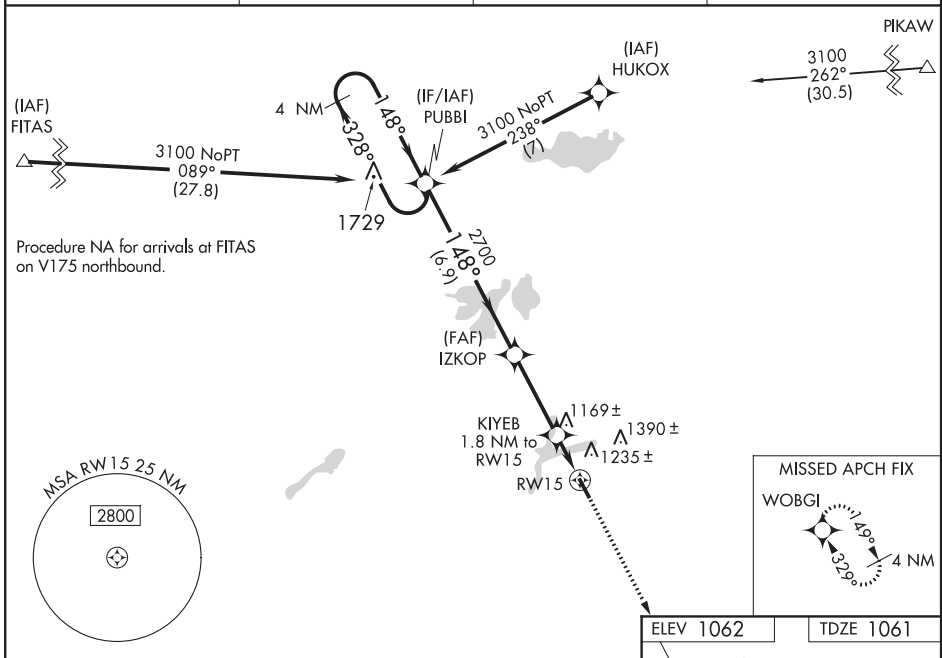 PIKAW
3100
262°
(30.5)
(IAF)
HUKOX
(IF/IAF)
PUBBI
4 NM
148°
328°
3100 NoPT
238°
(7)
(IAF)
FITAS
3100 NoPT
089°
(27.8)
1729
Procedure NA for arrivals at FITAS
on V175 northbound.
2700
148°
(6.9)
(FAF)
IZKOP
KIYEB
1.8 NM to
RW15
1169±
1390±
1235±
RW15
MSA RW15 25 NM
2800
MISSED APCH FIX
WOBGI
149°
329°
4 NM
ELEV 1062
TDZE 1061